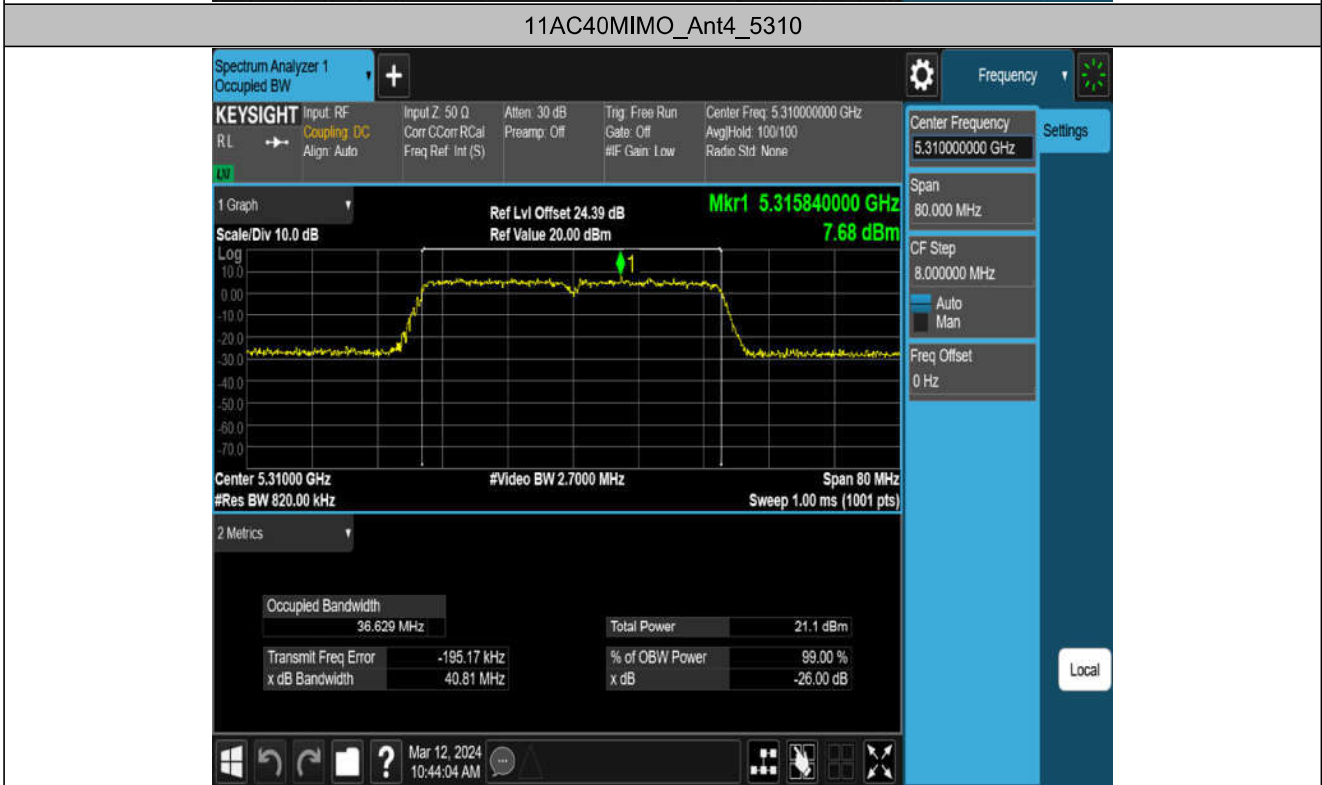 11AC40MIMO_Ant4_5310
Spectrum Analyzer 1
Occupied BW
Frequency
KEYSIGHT
RL
LXI
Input: RF
Coupling: DC
Align: Auto
Input Z: 50 Ω
Corr CCorr RCal
Freq Ref: Int (S)
Atten: 30 dB
Preamp: Off
Trig: Free Run
Gate: Off
#IF Gain: Low
Center Freq: 5.310000000 GHz
Avg|Hold: 100/100
Radio Std: None
Center Frequency
5.310000000 GHz
Settings
Span
80.000 MHz
CF Step
8.000000 MHz
Auto
Man
Freq Offset
0 Hz
Local
1 Graph
Scale/Div 10.0 dB
Ref Lvl Offset 24.39 dB
Ref Value 20.00 dBm
Mkr1 5.315840000 GHz
7.68 dBm
Log
10.0
0.00
-10.0
-20.0
-30.0
-40.0
-50.0
-60.0
-70.0
1
Center 5.31000 GHz
#Video BW 2.7000 MHz
Span 80 MHz
#Res BW 820.00 kHz
Sweep 1.00 ms (1001 pts)
2 Metrics
Occupied Bandwidth
36.629 MHz
Total Power 21.1 dBm
Transmit Freq Error -195.17 kHz
% of OBW Power 99.00 %
x dB Bandwidth 40.81 MHz
x dB -26.00 dB
?
Mar 12, 2024
10:44:04 AM